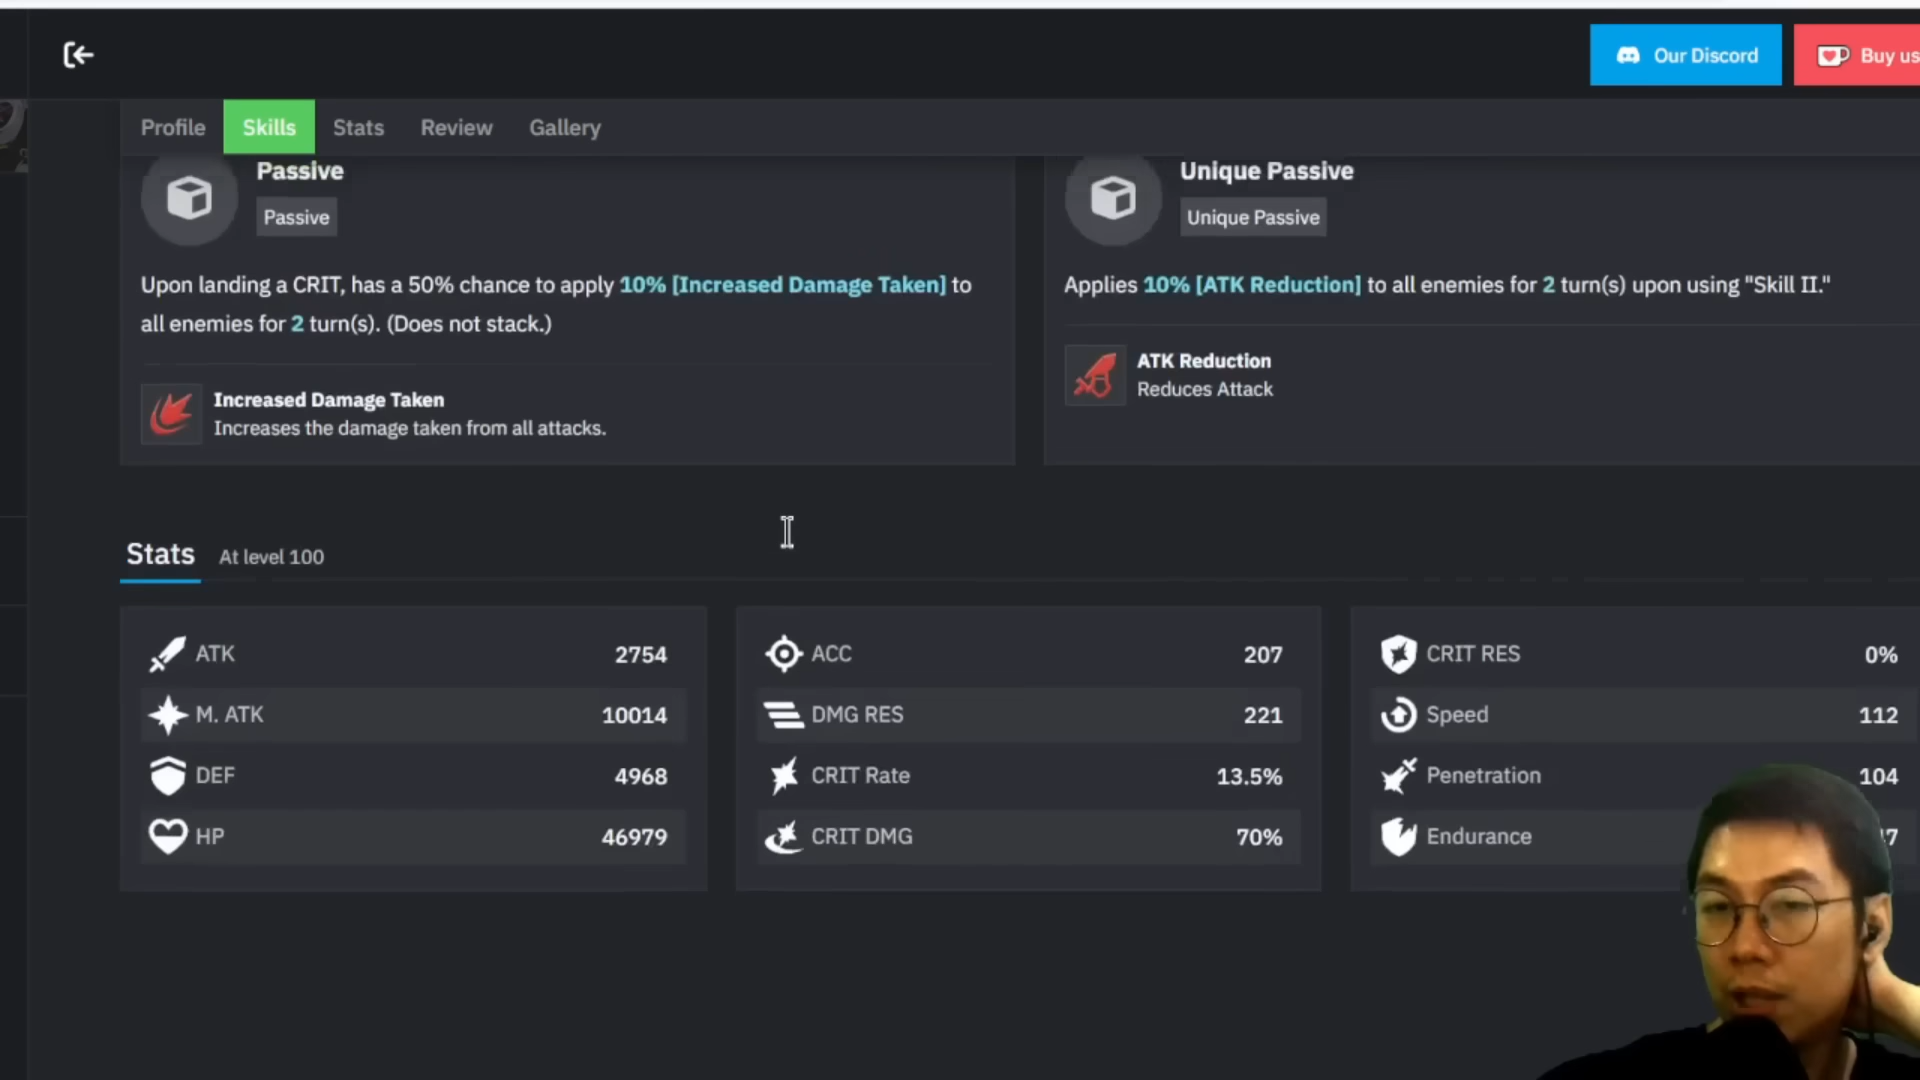 Our Discord
Buy us
Profile
Skills
Stats
Review
Gallery
Passive
Passive
Upon landing a CRIT, has a 50% chance to apply 10% [Increased Damage Taken] to
all enemies for 2 turn(s). (Does not stack.)
Increased Damage Taken
Increases the damage taken from all attacks.
Unique Passive
Unique Passive
Applies 10% [ATK Reduction] to all enemies for 2 turn(s) upon using "Skill II."
ATK Reduction
Reduces Attack
Stats
At level 100
ATK 2754
M. ATK 10014
DEF 4968
HP 46979
ACC 207
DMG RES 221
CRIT Rate 13.5%
CRIT DMG 70%
CRIT RES 0%
Speed 112
Penetration 104
Endurance